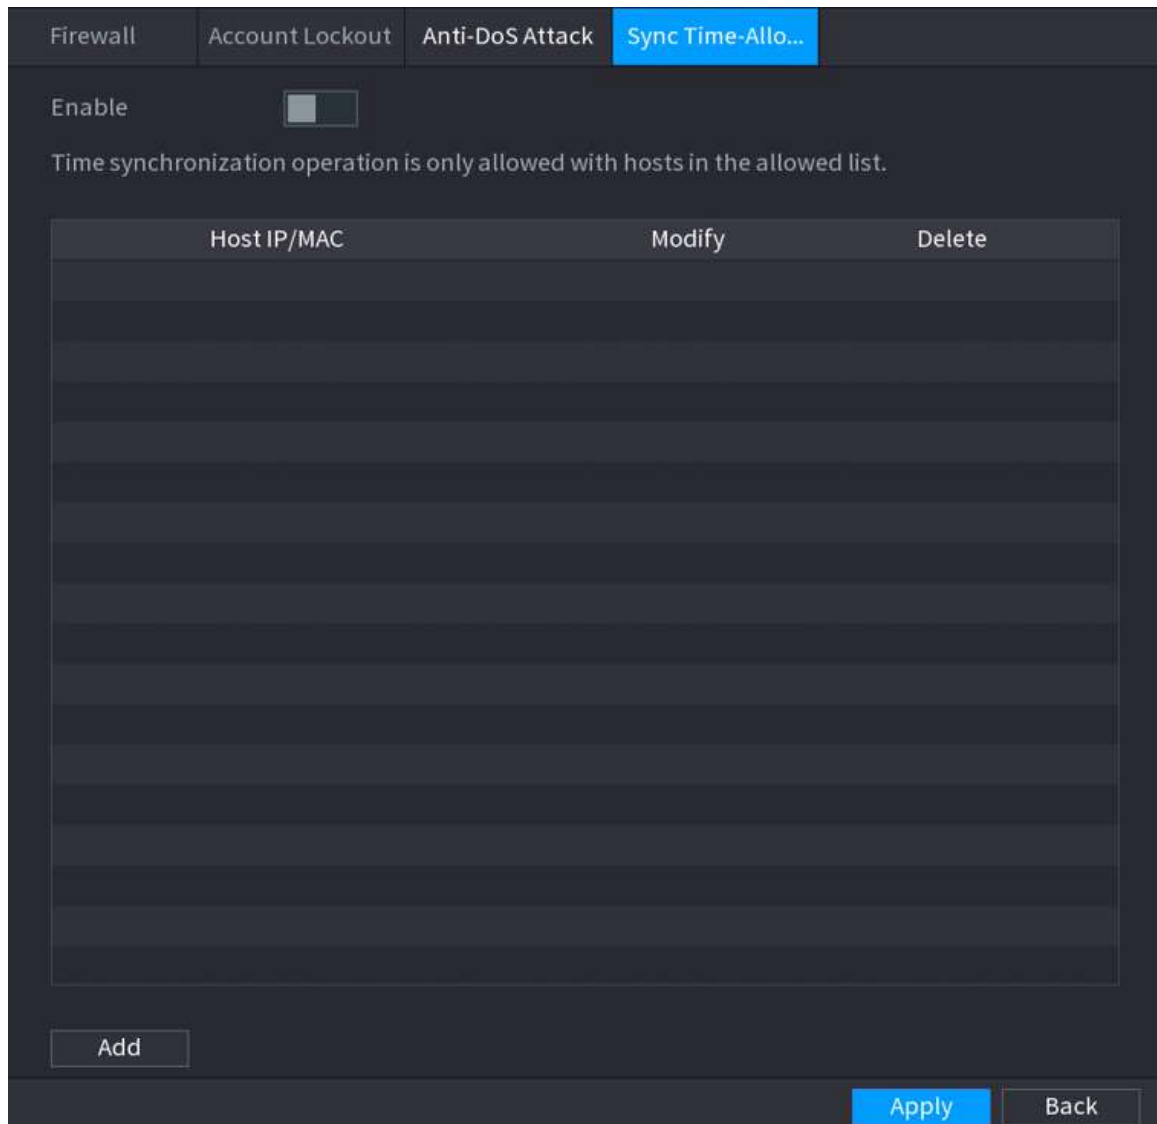 Firewall Account Lockout Anti-DoS Attack Sync Time-Allo...
Enable
Time synchronization operation is only allowed with hosts in the allowed list.
Host IP/MAC Modify Delete
Add
Apply Back